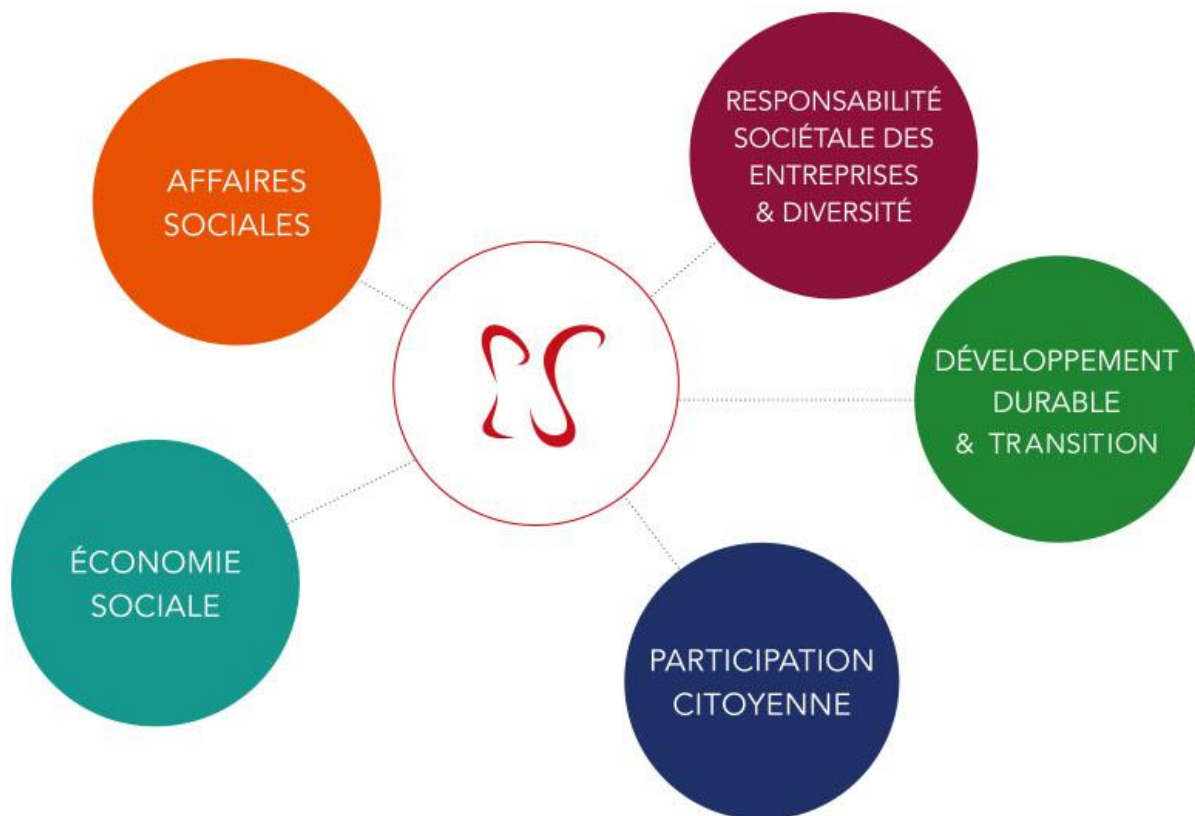 AFFAIRES
SOCIALES
RESPONSABILITÉ
SOCIÉTALE DES
ENTREPRISES
& DIVERSITÉ
DÉVELOPPEMENT
DURABLE
& TRANSITION
ÉCONOMIE
SOCIALE
PARTICIPATION
CITOYENNE